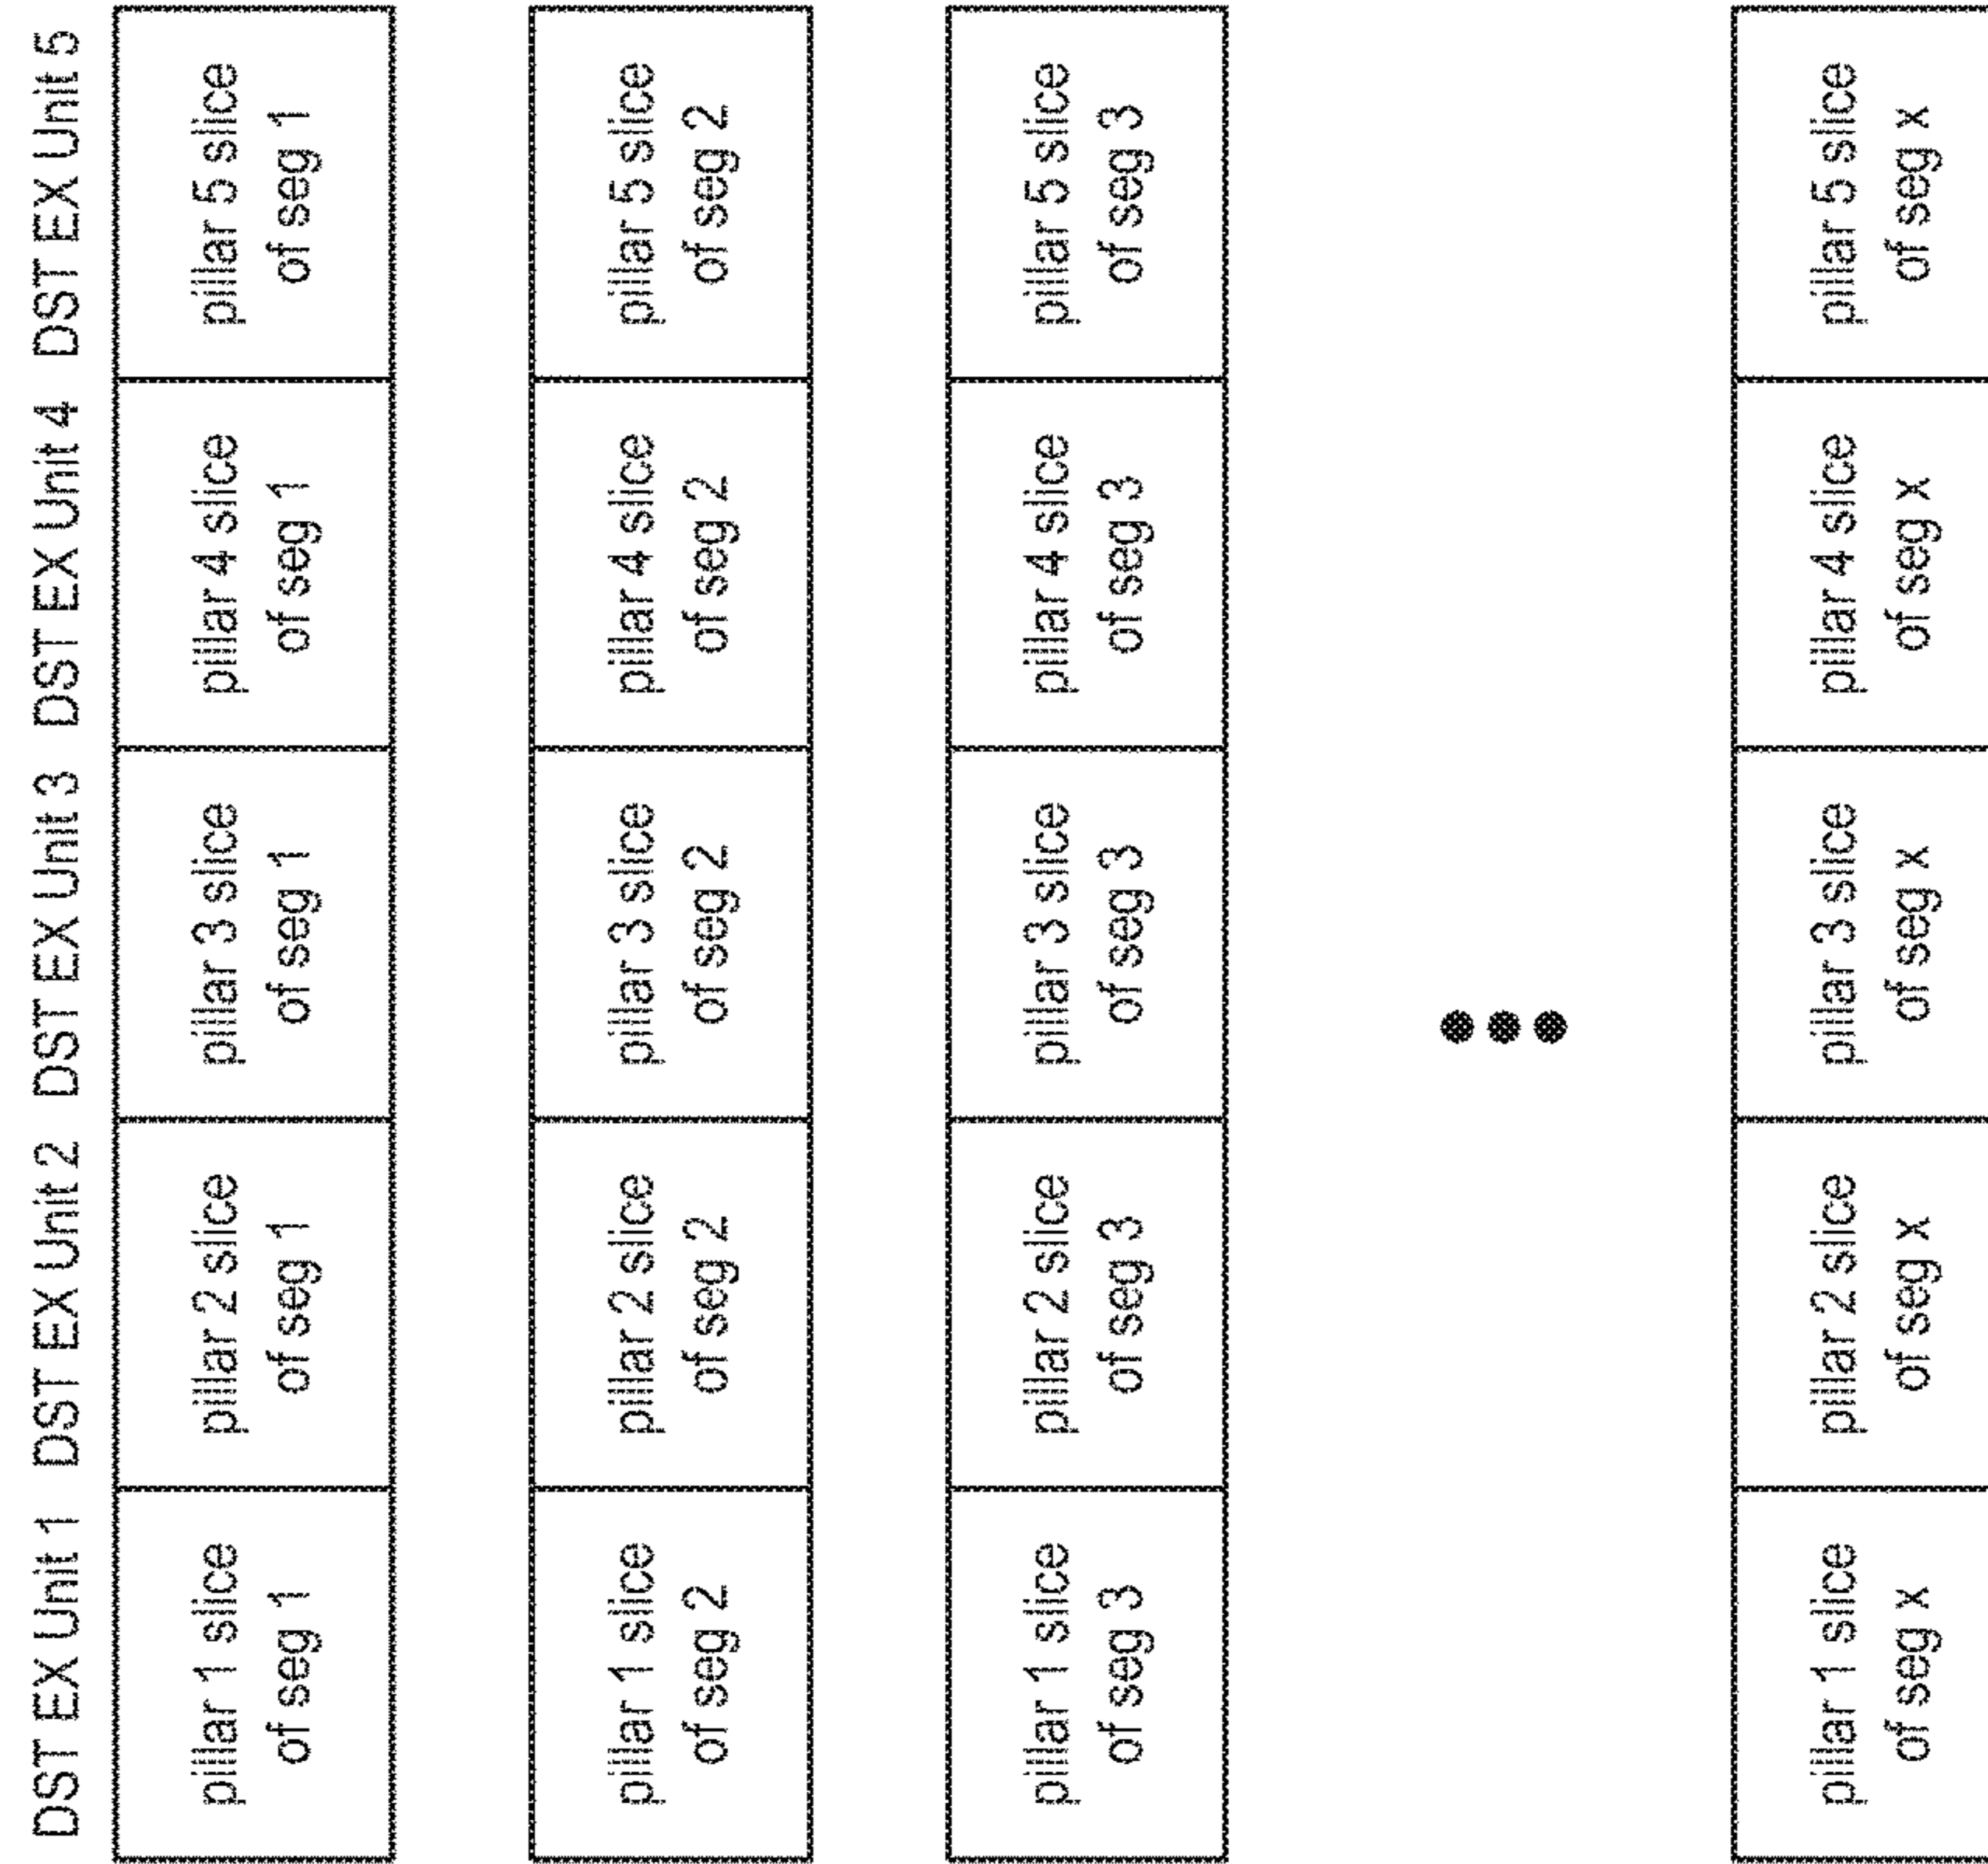 DST EX Unit 1 DST EX Unit 2 DST EX Unit 3 DST EX Unit 4 DST EX Unit 5
pillar 1 slice
of seg 1
pillar 2 slice
of seg 1
pillar 3 slice
of seg 1
pillar 4 slice
of seg 1
pillar 5 slice
of seg 1
pillar 1 slice
of seg 2
pillar 2 slice
of seg 2
pillar 3 slice
of seg 2
pillar 4 slice
of seg 2
pillar 5 slice
of seg 2
pillar 1 slice
of seg 3
pillar 2 slice
of seg 3
pillar 3 slice
of seg 3
pillar 4 slice
of seg 3
pillar 5 slice
of seg 3
pillar 1 slice
of seg x
pillar 2 slice
of seg x
pillar 3 slice
of seg x
pillar 4 slice
of seg x
pillar 5 slice
of seg x